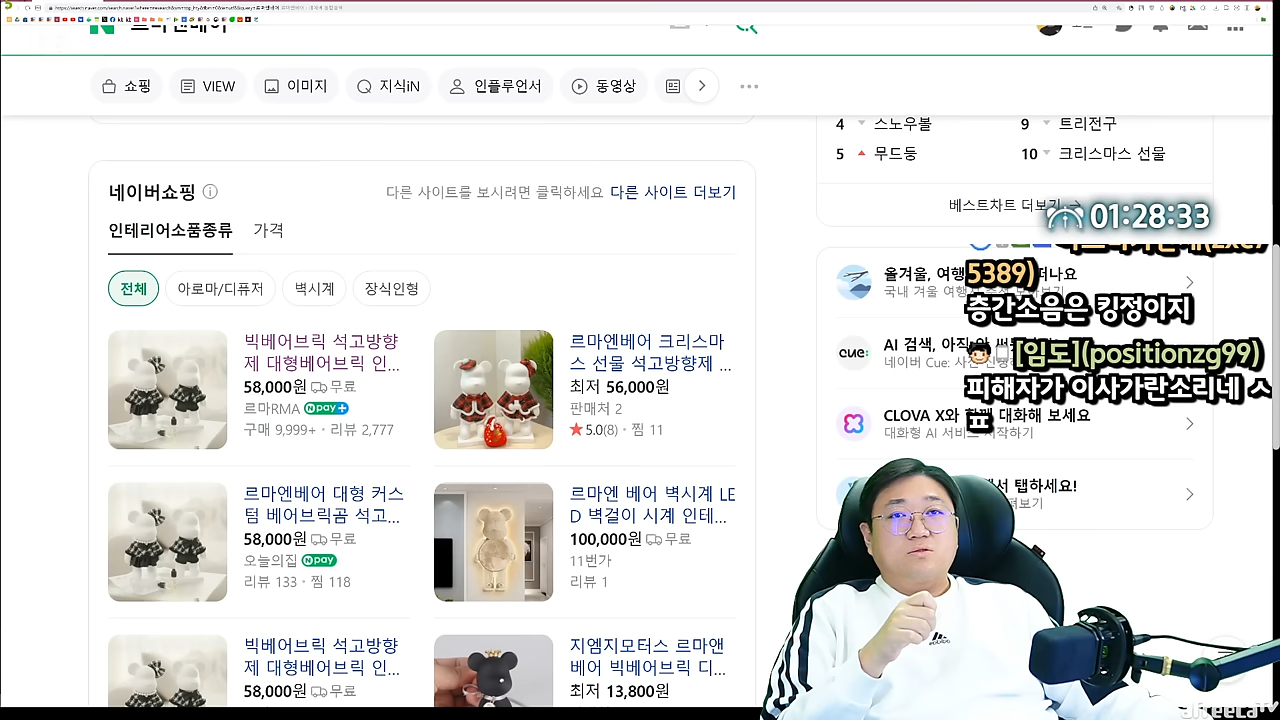 쇼핑
VIEW
이미지
지식iN
인플루언서
동영상
네이버쇼핑
다른 사이트를 보시려면 클릭하세요 다른 사이트 더보기
인테리어소품종류 가격
전체 아로마/디퓨저 벽시계 장식인형
빅베어브릭 석고방향
제 대형베어브릭 인...
58,000원 무료
르마RMA N pay +
구매 9,999+ · 리뷰 2,777
르마엔베어 크리스마
스 선물 석고방향제 ...
최저 56,000원
판매처 2
5.0(8) · 찜 11
르마엔베어 대형 커스
텀 베어브릭곰 석고...
58,000원 무료
오늘의집 N pay
리뷰 133 · 찜 118
르마엔 베어 벽시계 LE
D 벽걸이 시계 인테...
100,000원 무료
11번가
리뷰 1
빅베어브릭 석고방향
제 대형베어브릭 인...
58,000원 무료
지엠지모터스 르마앤
베어 빅베어브릭 디...
최저 13,800원
4 스노우볼 9 트리전구
5 무드등 10 크리스마스 선물
베스트차트 더보기
01:28:33
올겨울, 여행
국내 겨울 여행
5389)
층간소음은 킹정이지
AI 검색, 아직
cue:
네이버 Cue:
[임도](positionzg99)
피해자가 이사가란소리네 ㅅ
ㅍ
CLOVA X와 함께 대화해 보세요
대화형 AI 서비스 시작하기
탭하세요!
adidas
afreecaTV